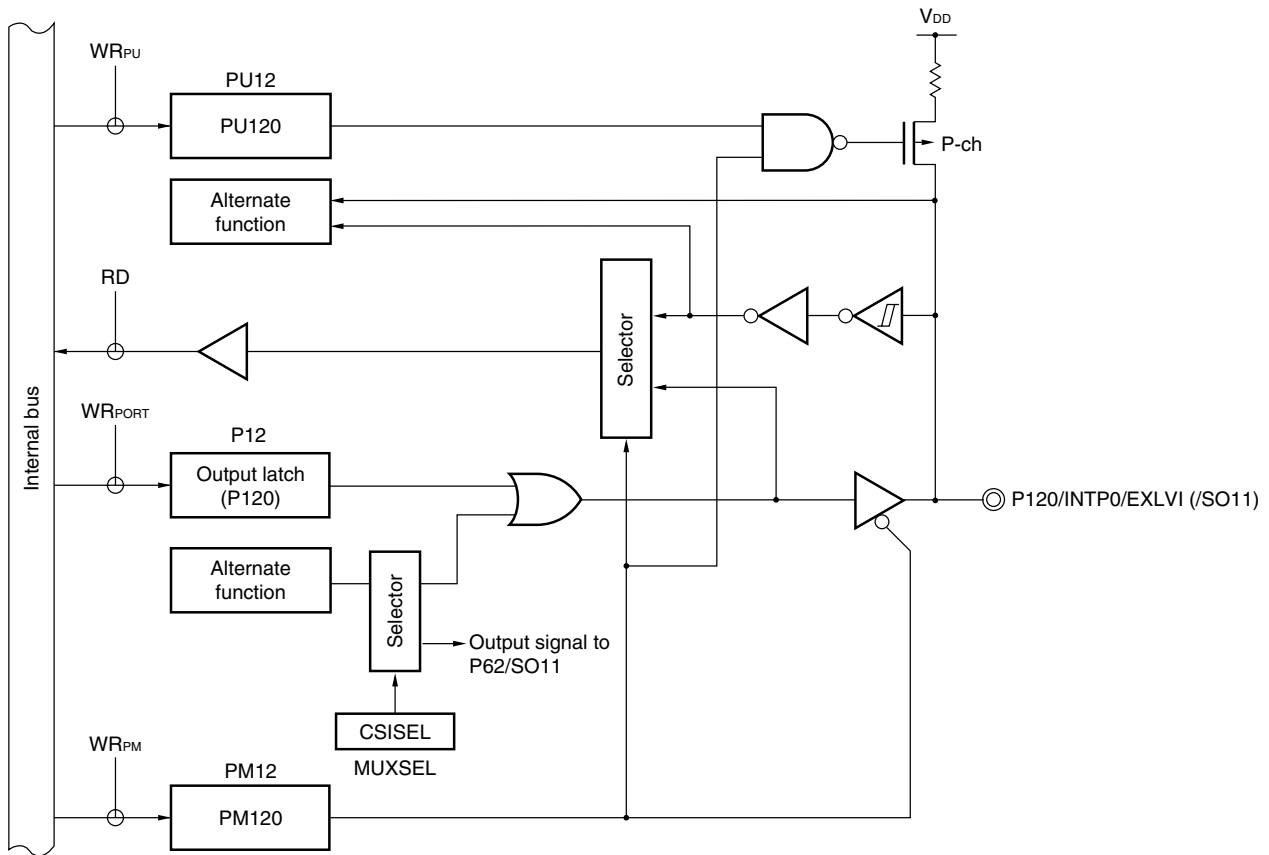 VDD
WRPU
PU12
PU120
P-ch
Alternate
function
RD
Selector
Internal bus
WRPORT
P12
Output latch
(P120)
P120/INTP0/EXLVI (/SO11)
Alternate
function
Selector
Output signal to
P62/SO11
CSISEL
MUXSEL
WRPM
PM12
PM120